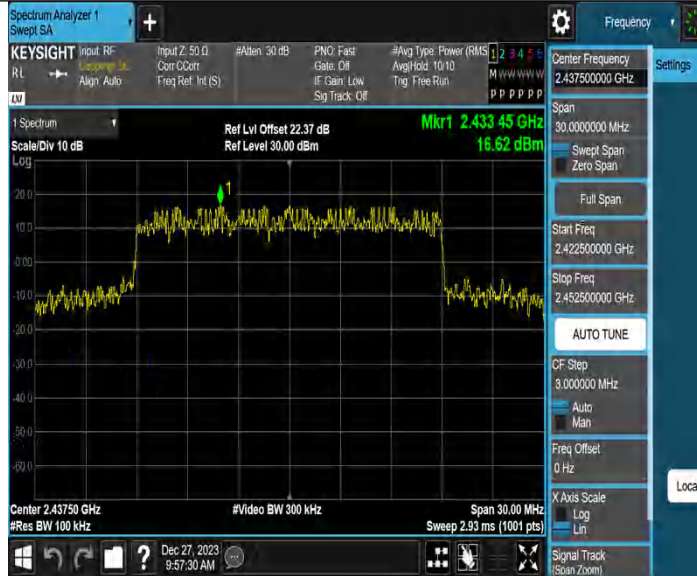 Spectrum Analyzer 1
Swept SA
+
Frequency
KEYSIGHT
RL
Input: RF
Align: Auto
Input Z: 50 Ω
Corr CCorr
Freq Ref: Int (S)
#Atten: 30 dB
PNO: Fast
Gate: Off
IF Gain: Low
Sig Track: Off
#Avg Type: Power (RMS
Avg|Hold: 10/10
Trig: Free Run
1 2 3 4 5 6
M W W W W W
P P P P P P
1 Spectrum
Scale/Div 10 dB
Ref Lvl Offset 22.37 dB
Ref Level 30.00 dBm
Mkr1 2.433 45 GHz
16.62 dBm
Log
20.0
10.0
0.00
-10.0
-20.0
-30.0
-50.0
-60.0
1
Center 2.43750 GHz
#Res BW 100 kHz
#Video BW 300 kHz
Span 30.00 MHz
Sweep 2.93 ms (1001 pts)
?
Dec 27, 2023
9:57:30 AM
Center Frequency
2.437500000 GHz
Settings
Span
30.0000000 MHz
Swept Span
Zero Span
Full Span
Start Freq
2.422500000 GHz
Stop Freq
2.452500000 GHz
AUTO TUNE
CF Step
3.000000 MHz
Auto
Man
Freq Offset
0 Hz
X Axis Scale
Log
Lin
Loca
Signal Track
(Span Zoom)